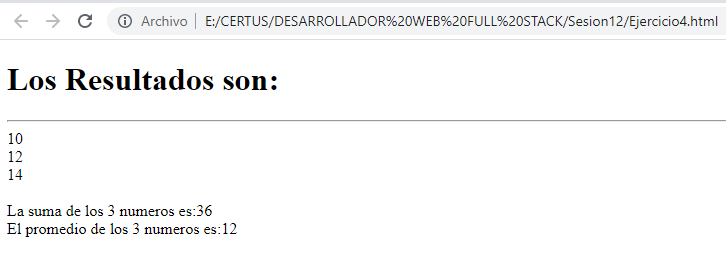 Archivo E:/CERTUS/DESARROLLADOR%20WEB%20FULL%20STACK/Sesion12/Ejercicio4.html
Los Resultados son:
10
12
14
La suma de los 3 numeros es:36
El promedio de los 3 numeros es:12